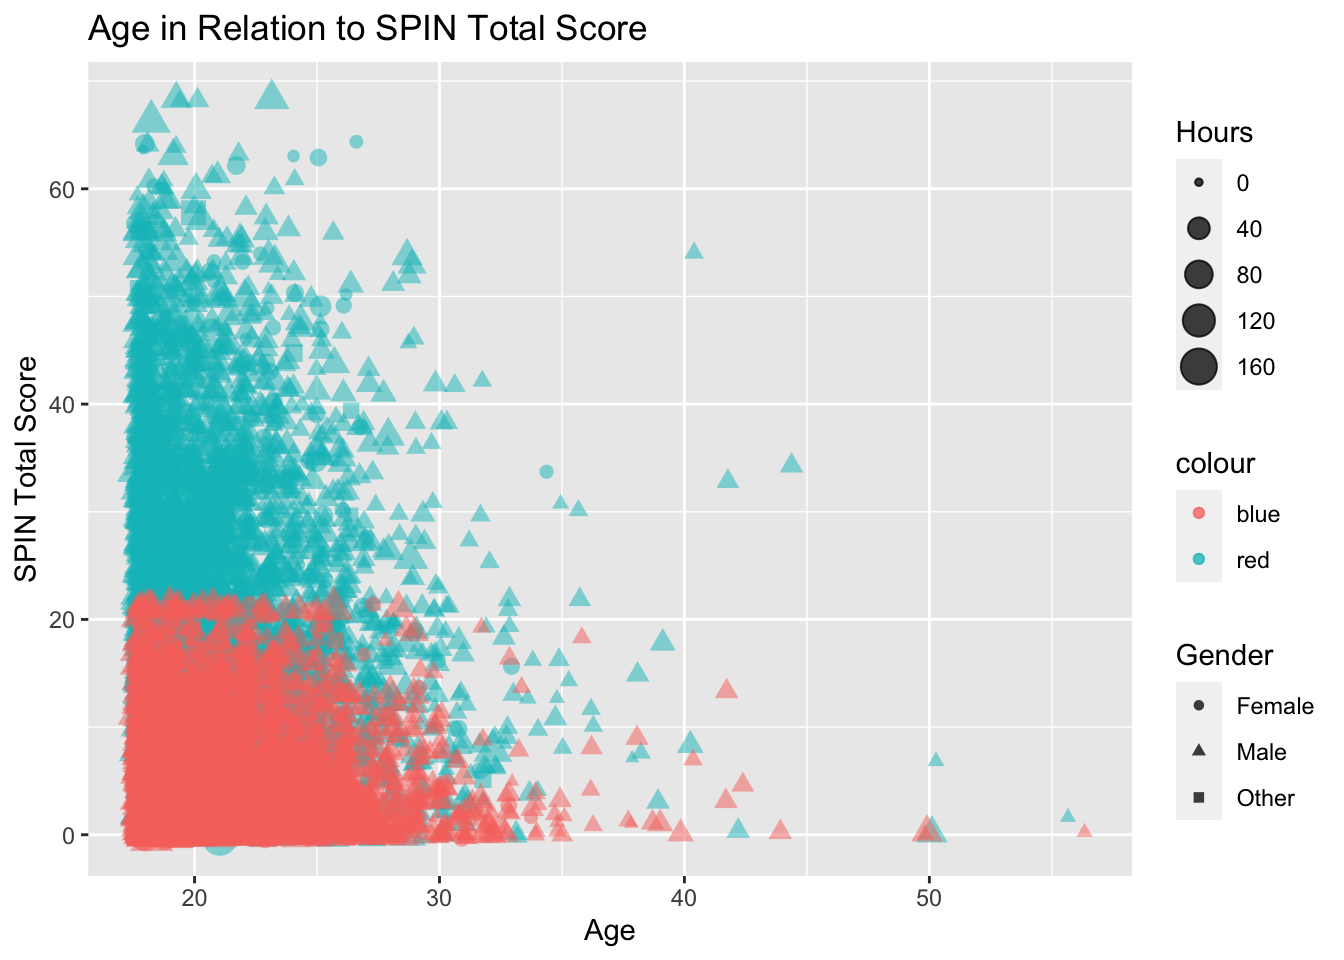 Age in Relation to SPIN Total Score
SPIN Total Score
60
40
20
0
20
30
40
50
Age
Hours
0
40
80
120
160
colour
blue
red
Gender
Female
Male
Other